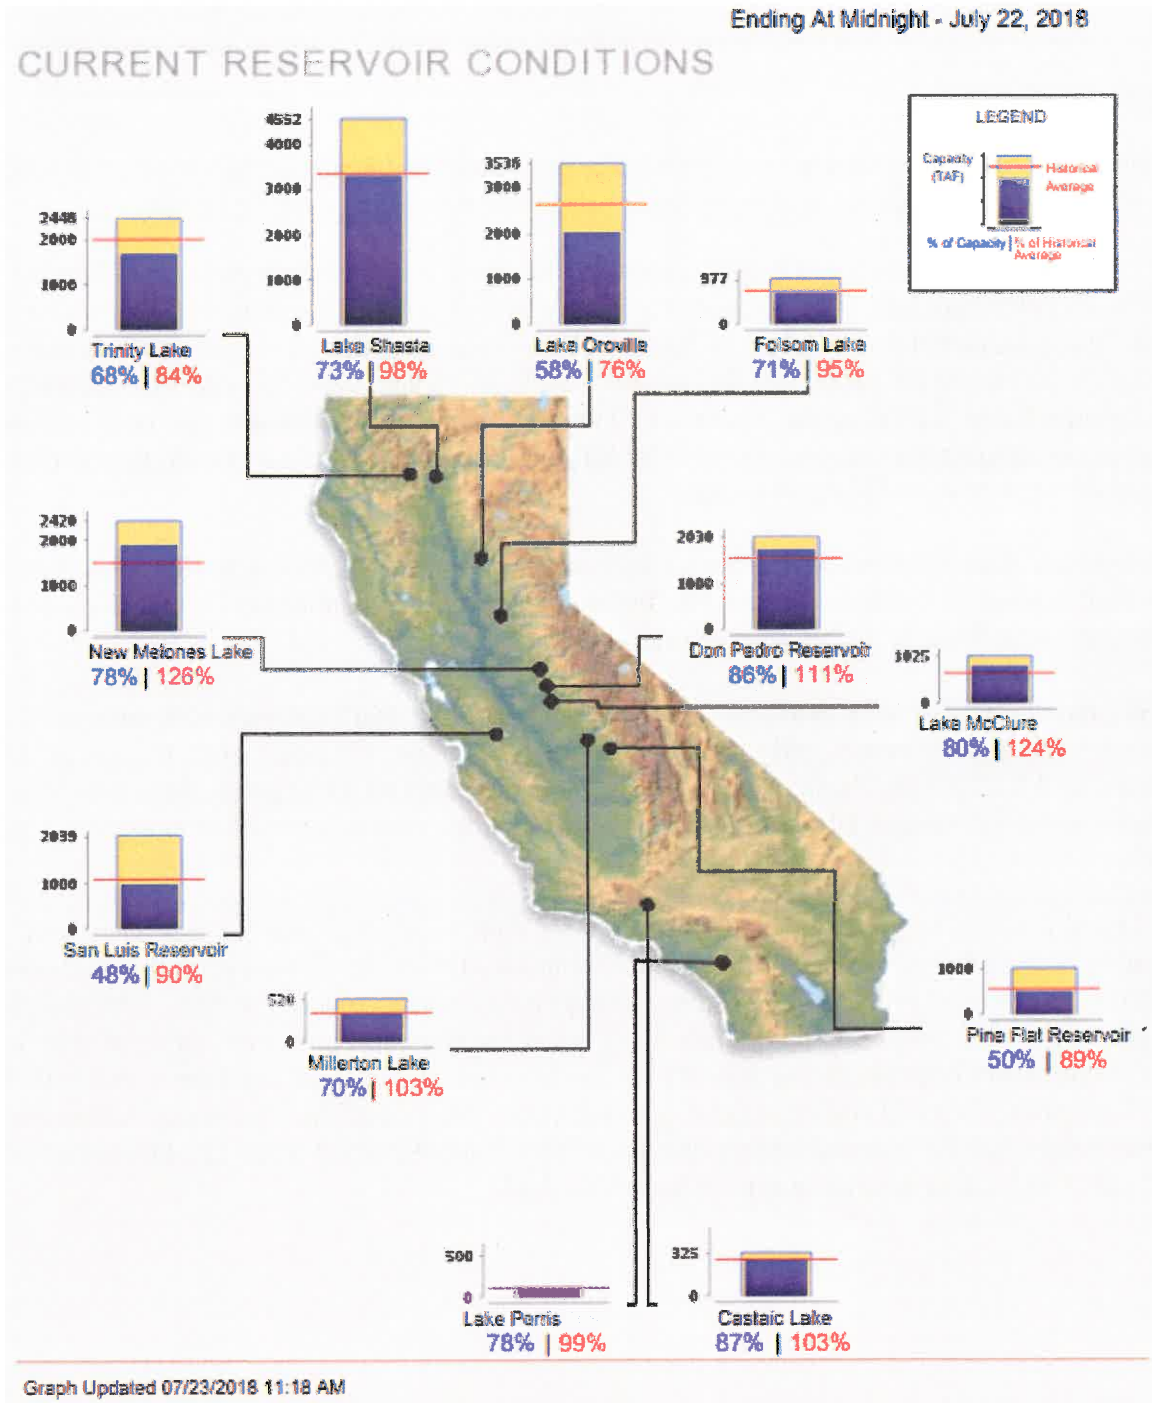 Ending At Midnight - July 22, 2018
CURRENT RESERVOIR CONDITIONS
LEGEND
Capacity
(TAF)
Historical
Average
% of Capacity | % of Historical
Average
4552
4000
3000
2000
1000
0
Lake Shasta
73% | 98%
3538
3000
2000
1000
0
Lake Oroville
58% | 76%
2448
2000
1000
0
Trinity Lake
68% | 84%
977
0
Folsom Lake
71% | 95%
2420
2000
1000
0
New Melones Lake
78% | 126%
2030
1000
0
Don Pedro Reservoir
86% | 111%
1025
0
Lake McClure
80% | 124%
2039
1000
0
San Luis Reservoir
48% | 90%
520
0
Millerton Lake
70% | 103%
1000
0
Pine Flat Reservoir
50% | 89%
500
0
Lake Perris
78% | 99%
325
0
Castaic Lake
87% | 103%
Graph Updated 07/23/2018 11:18 AM